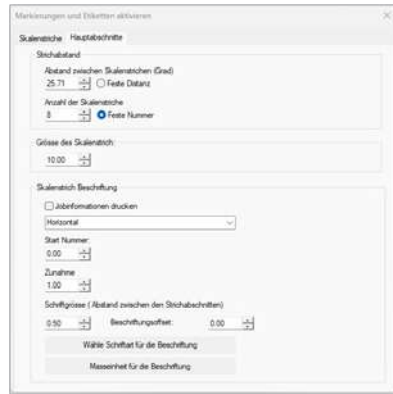 Markierungen und Etiketten aktivieren
Skalenstriche Hauptabschnitte
Strichabstand
Abstand zwischen Skalenstrichen (Grad)
25.71 Feste Distanz
Anzahl der Skalenstriche
8 Feste Nummer
Grösse des Skalenstrich:
10.00
Skalenstrich Beschriftung
Jobinformationen drucken
Horizontal
Start Nummer:
0.00
Zunahme
1.00
Schriftgrösse ( Abstand zwischen den Strichabschnitten)
0.50 Beschriftungsoffset: 0.00
Wähle Schriftart für die Beschriftung
Masseinheit für die Beschriftung